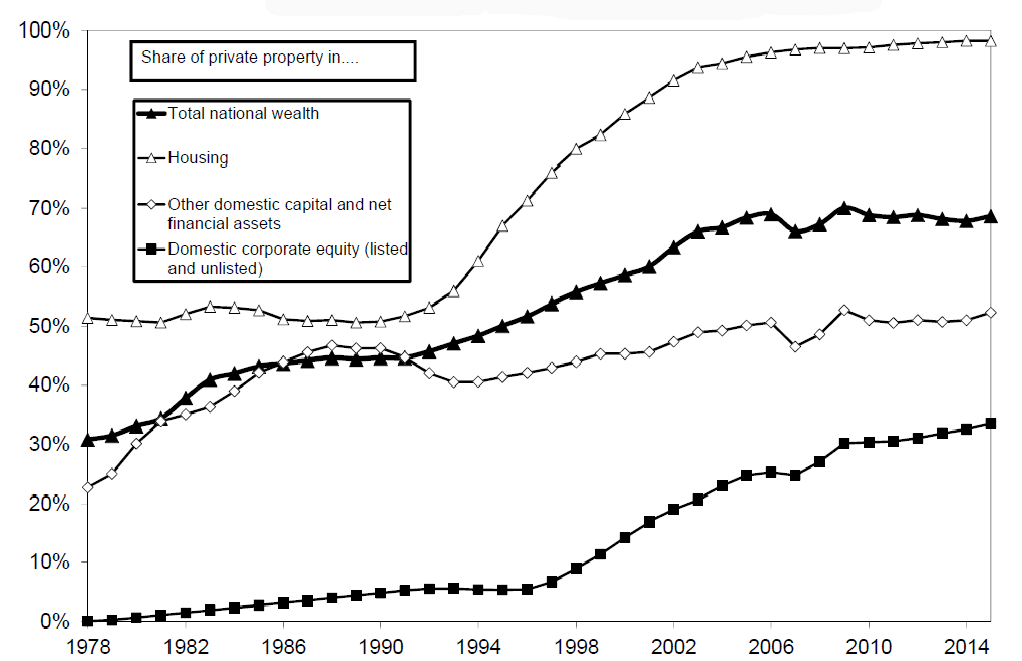 100%
90%
80%
70%
60%
50%
40%
30%
20%
10%
0%
Share of private property in....
Total national wealth
Housing
Other domestic capital and net
financial assets
Domestic corporate equity (listed
and unlisted)
1978 1982 1986 1990 1994 1998 2002 2006 2010 2014